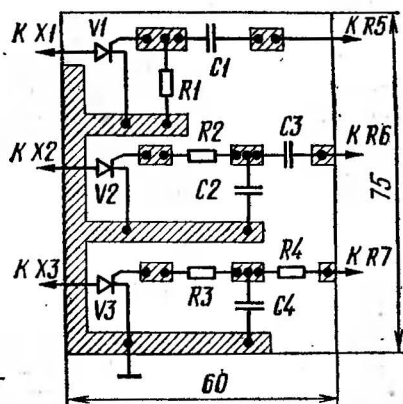 К X1 V1 C1 К R5
R1
К X2 V2 R2 C2 C3 К R6
К X3 V3 R3 C4 R4 К R7
75
60